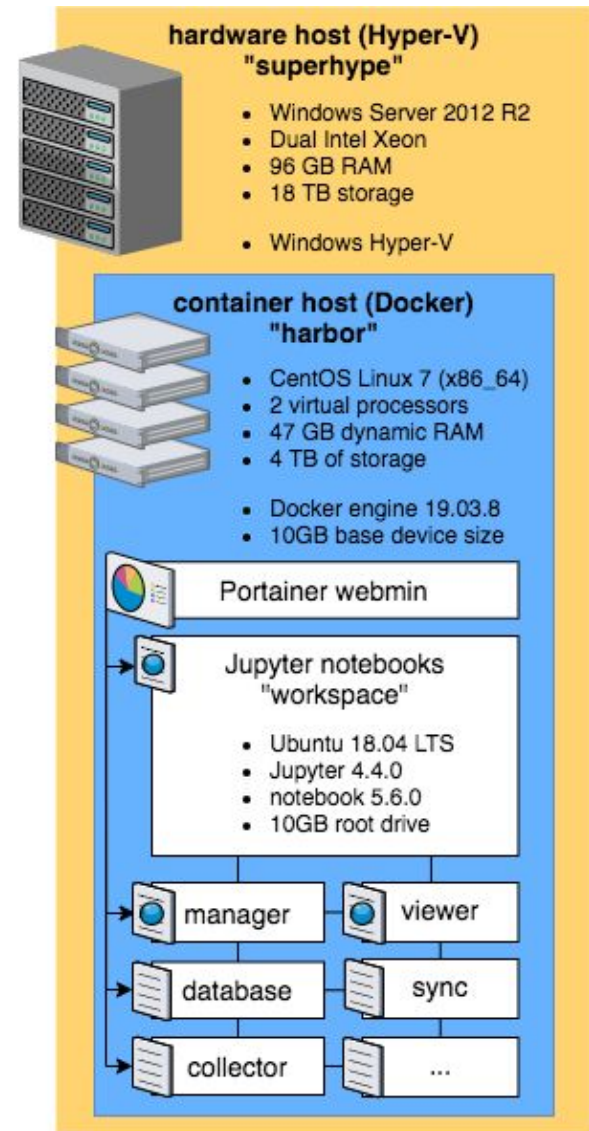 hardware host (Hyper-V)
"superhype"
• Windows Server 2012 R2
• Dual Intel Xeon
• 96 GB RAM
• 18 TB storage
• Windows Hyper-V
container host (Docker)
"harbor"
• CentOS Linux 7 (x86_64)
• 2 virtual processors
• 47 GB dynamic RAM
• 4 TB of storage
• Docker engine 19.03.8
• 10GB base device size
Portainer webmin
Jupyter notebooks
"workspace"
• Ubuntu 18.04 LTS
• Jupyter 4.4.0
• notebook 5.6.0
• 10GB root drive
manager
viewer
database
sync
collector
...